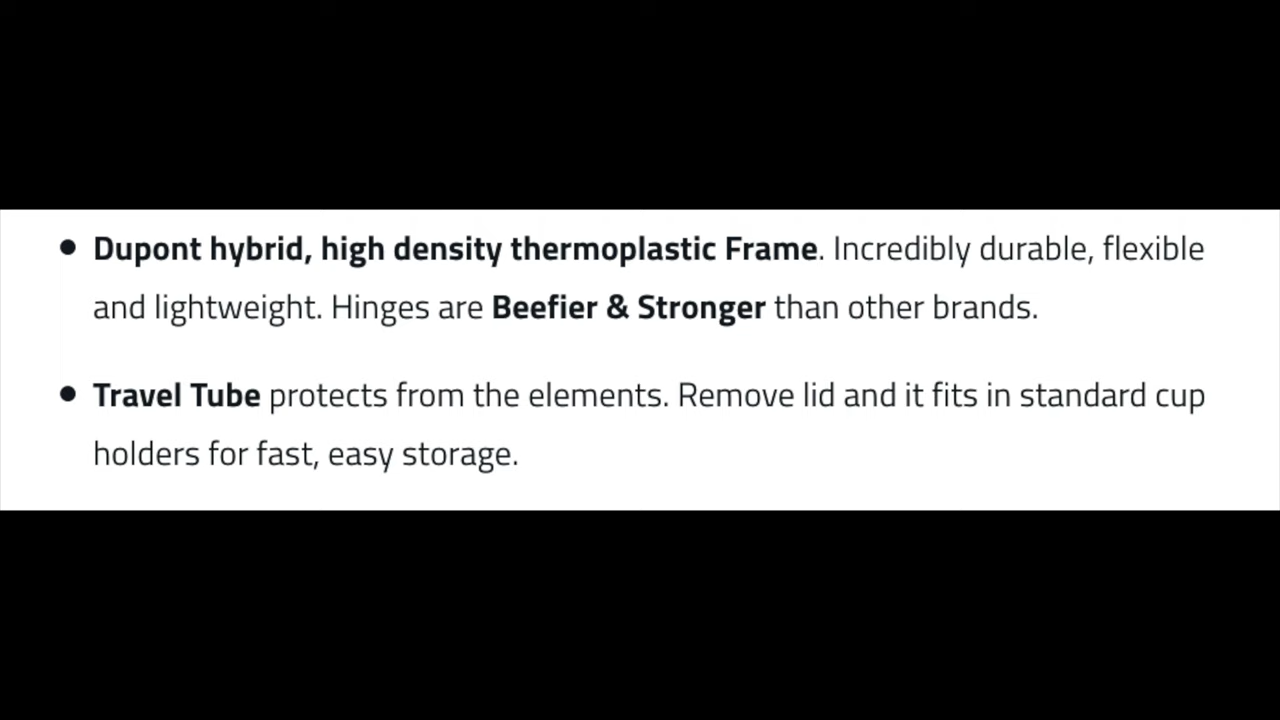 • Dupont hybrid, high density thermoplastic Frame. Incredibly durable, flexible
and lightweight. Hinges are Beefier & Stronger than other brands.
• Travel Tube protects from the elements. Remove lid and it fits in standard cup
holders for fast, easy storage.